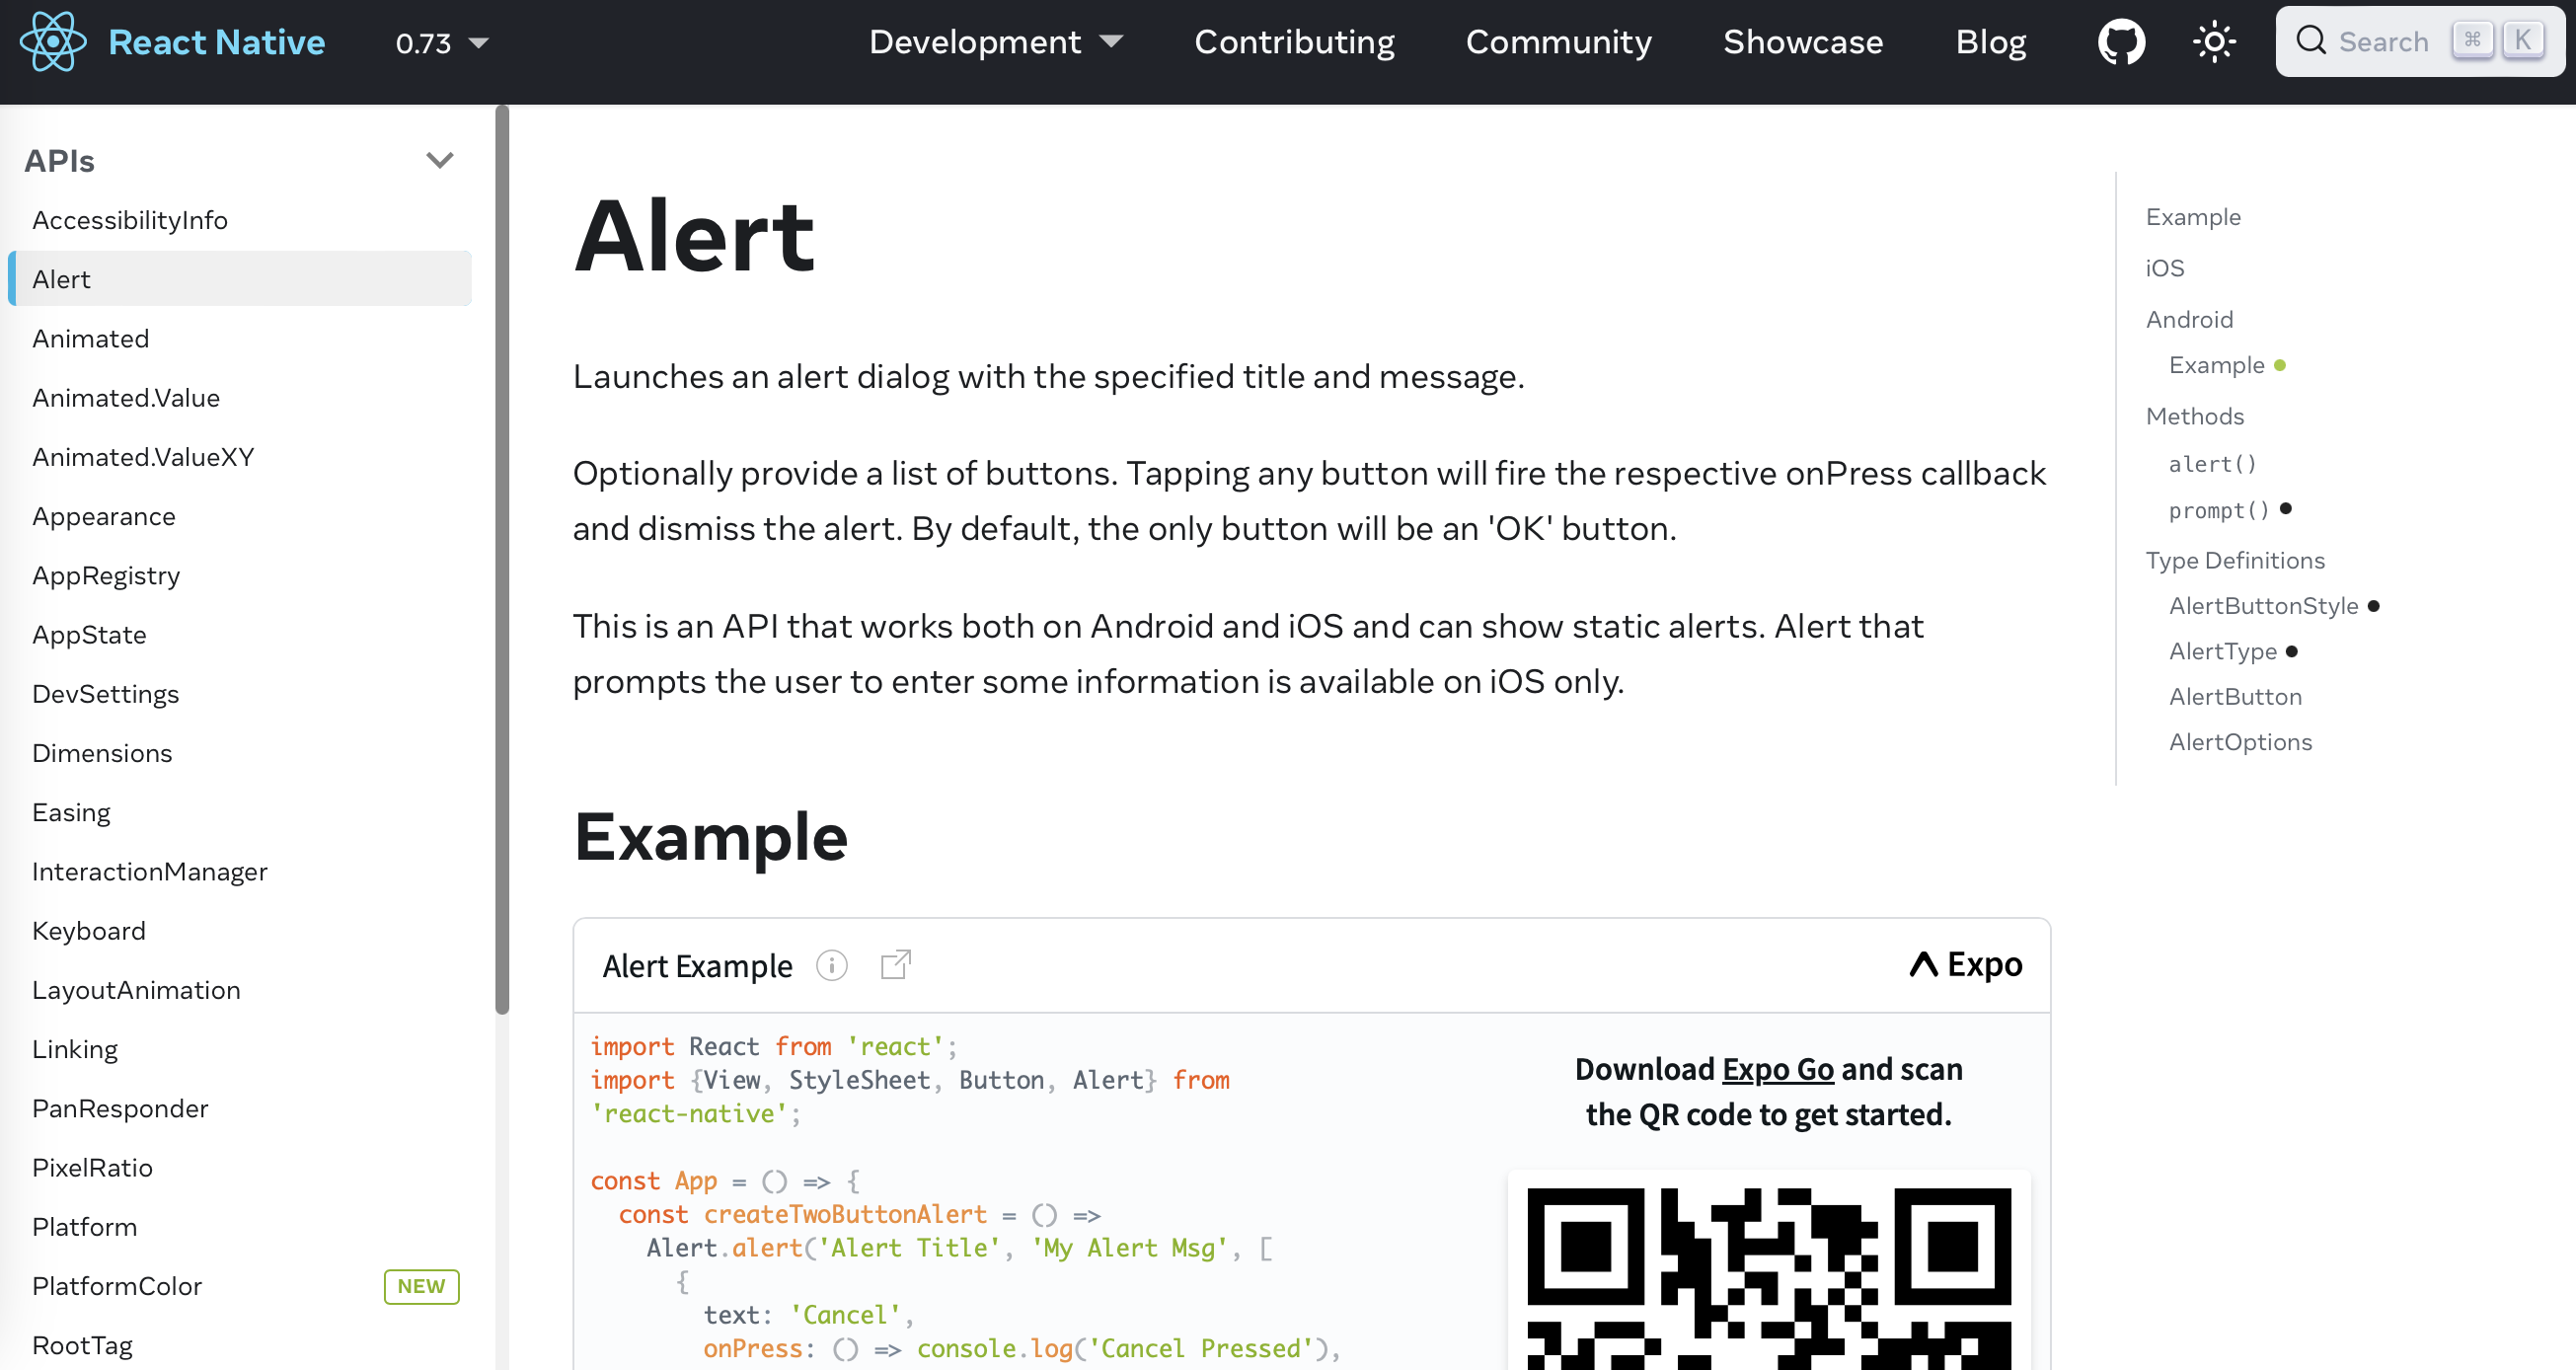 React Native
0.73
Development
Contributing
Community
Showcase
Blog
Search
⌘ K
APIs
AccessibilityInfo
Alert
Animated
Animated.Value
Animated.ValueXY
Appearance
AppRegistry
AppState
DevSettings
Dimensions
Easing
InteractionManager
Keyboard
LayoutAnimation
Linking
PanResponder
PixelRatio
Platform
PlatformColor NEW
RootTag
Alert
Launches an alert dialog with the specified title and message.
Optionally provide a list of buttons. Tapping any button will fire the respective onPress callback
and dismiss the alert. By default, the only button will be an 'OK' button.
This is an API that works both on Android and iOS and can show static alerts. Alert that
prompts the user to enter some information is available on iOS only.
Example
Alert Example
Expo
import React from 'react';
import {View, StyleSheet, Button, Alert} from
'react-native';
const App = () => {
const createTwoButtonAlert = () =>
Alert.alert('Alert Title', 'My Alert Msg', [
{
text: 'Cancel',
onPress: () => console.log('Cancel Pressed'),
Download Expo Go and scan
the QR code to get started.
Example
iOS
Android
Example
Methods
alert()
prompt()
Type Definitions
AlertButtonStyle
AlertType
AlertButton
AlertOptions